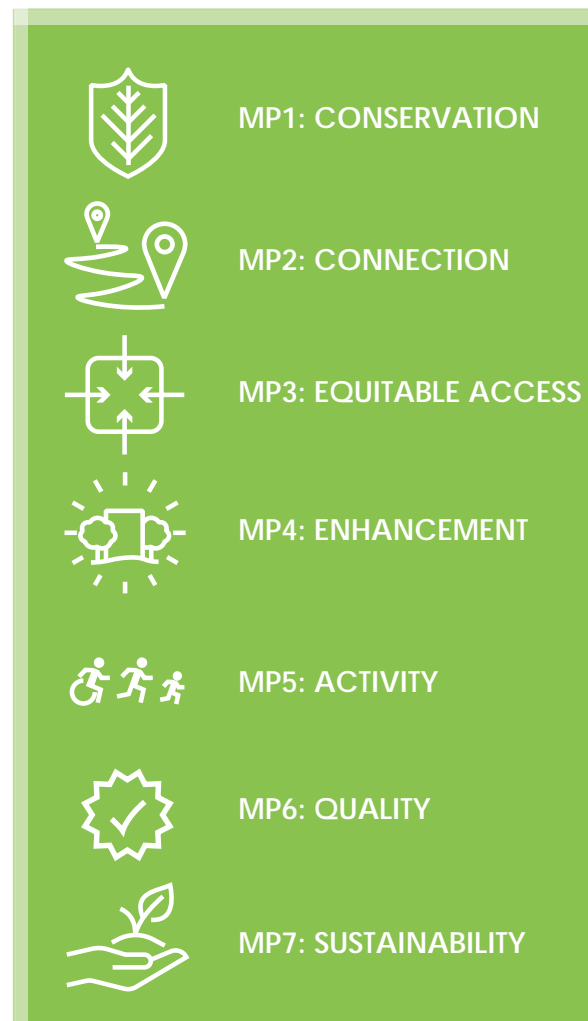 MP1: CONSERVATION
MP2: CONNECTION
MP3: EQUITABLE ACCESS
MP4: ENHANCEMENT
MP5: ACTIVITY
MP6: QUALITY
MP7: SUSTAINABILITY